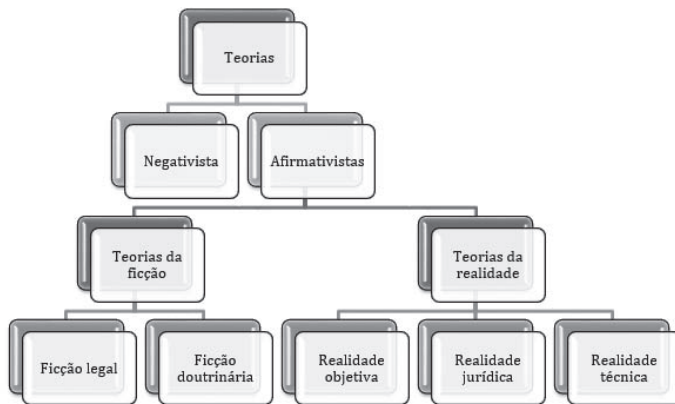 Teorias
Negativista
Afirmativistas
Teorias da
ficção
Teorias da
realidade
Ficção legal
Ficção
doutrinária
Realidade
objetiva
Realidade
jurídica
Realidade
técnica